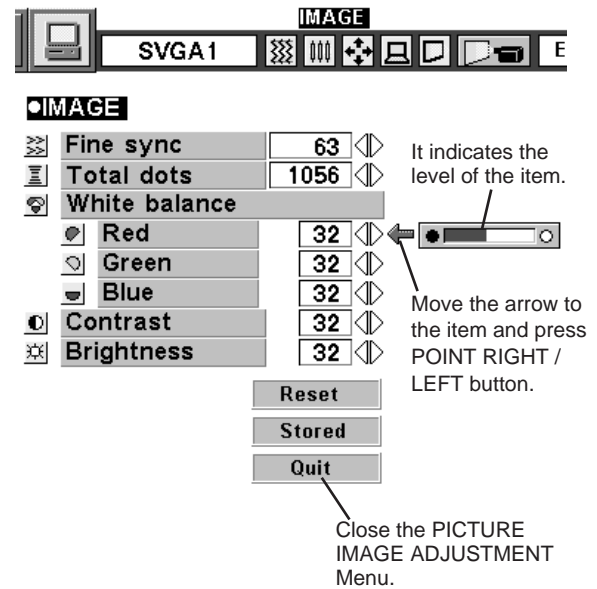 IMAGE
SVGA1
E
●IMAGE
Fine sync 63
Total dots 1056
White balance
Red 32
Green 32
Blue 32
Contrast 32
Brightness 32
It indicates the
level of the item.
Move the arrow to
the item and press
POINT RIGHT /
LEFT button.
Reset
Stored
Quit
Close the PICTURE
IMAGE ADJUSTMENT
Menu.